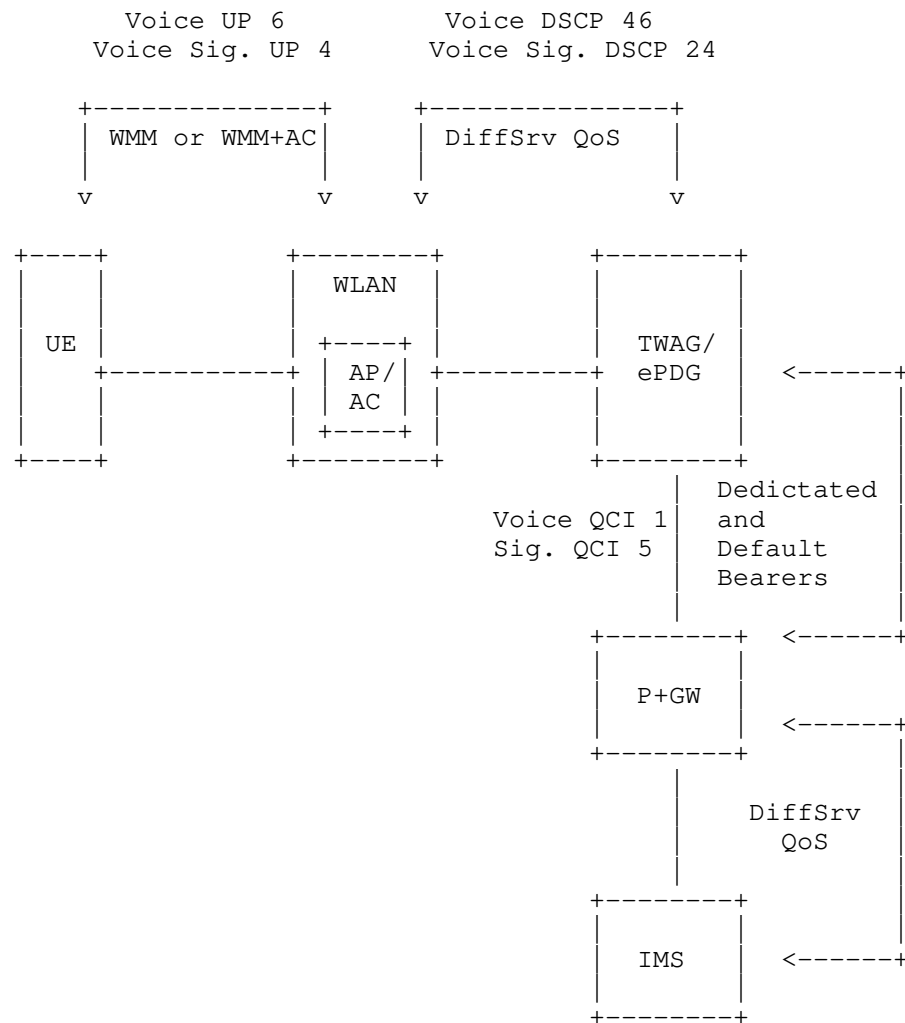 Voice UP 6 Voice DSCP 46
Voice Sig. UP 4 Voice Sig. DSCP 24
WMM or WMM+AC DiffSrv QoS
WLAN
UE TWAG/
AP/ ePDG
AC
Dedictated
Voice QCI 1 and
Sig. QCI 5 Default
Bearers
P+GW
DiffSrv
QoS
IMS